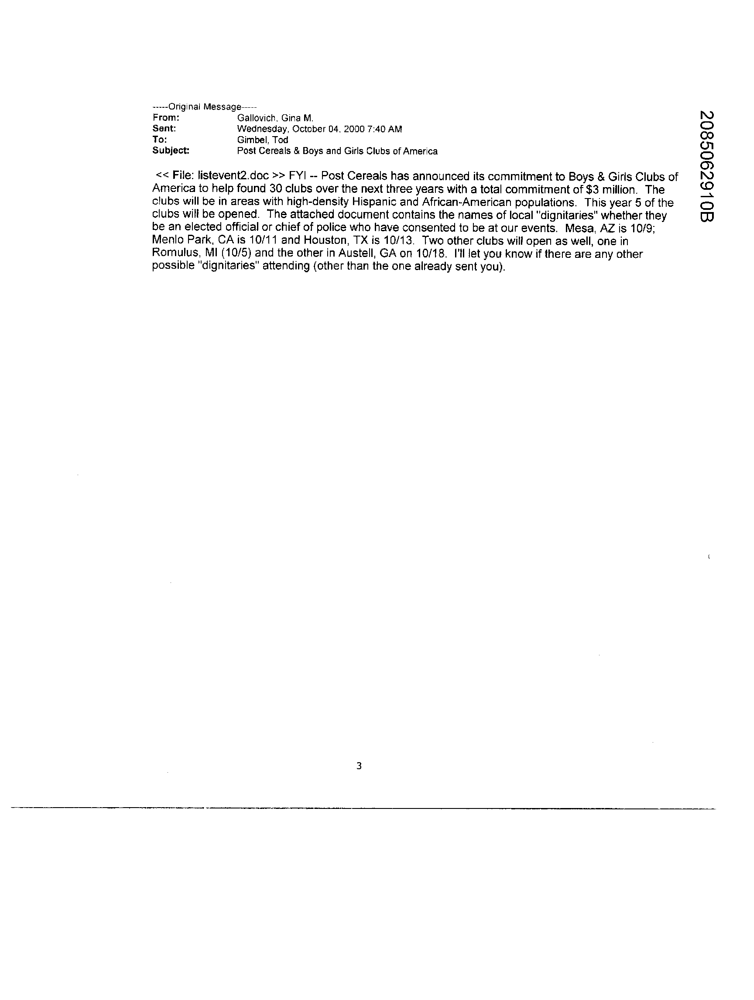 -----Original Message-----
From: Gallovich, Gina M.
Sent: Wednesday, October 04, 2000 7:40 AM
To: Gimbel, Tod
Subject: Post Cereals & Boys and Girls Clubs of America
<< File: listevent2.doc >> FYI -- Post Cereals has announced its commitment to Boys & Girls Clubs of
America to help found 30 clubs over the next three years with a total commitment of $3 million. The
clubs will be in areas with high-density Hispanic and African-American populations. This year 5 of the
clubs will be opened. The attached document contains the names of local "dignitaries" whether they
be an elected official or chief of police who have consented to be at our events. Mesa, AZ is 10/9;
Menlo Park, CA is 10/11 and Houston, TX is 10/13. Two other clubs will open as well, one in
Romulus, MI (10/5) and the other in Austell, GA on 10/18. I'll let you know if there are any other
possible "dignitaries" attending (other than the one already sent you).
2085062910B
3